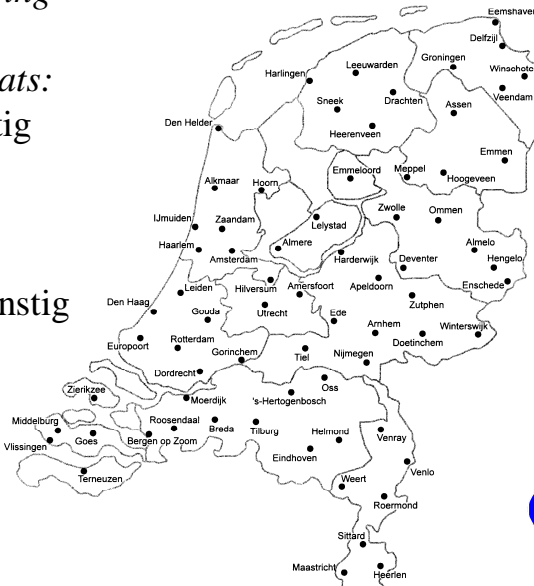 ats:
tig
nstig
Eemshaven
Delfzijl
Groningen
Winschote
Leeuwarden
Harlingen
Veendam
Sneek
Drachten
Assen
Den Helder
Heerenveen
Emmen
Emmeloord
Meppel
Hoogeveen
Alkmaar
Hoorn
Zwolle
Ommen
IJmuiden
Zaandam
Lelystad
Almelo
Haarlem
Almere
Amsterdam
Harderwijk
Deventer
Hengelo
Leiden
Hilversum
Amersfoort
Apeldoorn
Enschede
Den Haag
Gouda
Utrecht
Ede
Zutphen
Arnhem
Winterswijk
Europoort
Rotterdam
Doetinchem
Gorinchem
Tiel
Nijmegen
Dordrecht
Zierikzee
Oss
Moerdijk
's-Hertogenbosch
Middelburg
Roosendaal
Breda
Tilburg
Helmond
Venray
Vlissingen
Goes
Bergen op Zoom
Eindhoven
Venlo
Terneuzen
Weert
Roermond
Sittard
Maastricht
Heerlen